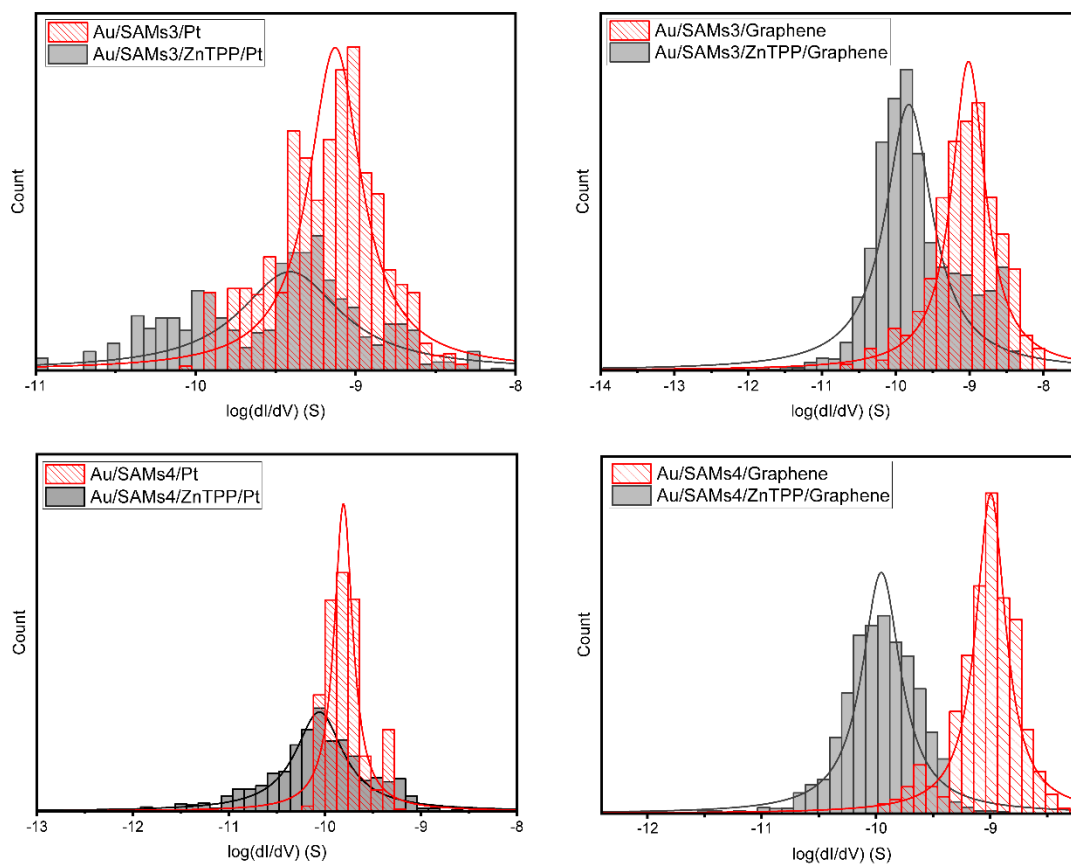 Au/SAMs3/Pt
Au/SAMs3/ZnTPP/Pt
Count
-11 -10 -9 -8
log(dI/dV) (S)
Au/SAMs3/Graphene
Au/SAMs3/ZnTPP/Graphene
Count
-14 -13 -12 -11 -10 -9 -8
log(dI/dV) (S)
Au/SAMs4/Pt
Au/SAMs4/ZnTPP/Pt
Count
-13 -12 -11 -10 -9 -8
log(dI/dV) (S)
Au/SAMs4/Graphene
Au/SAMs4/ZnTPP/Graphene
Count
-12 -11 -10 -9
log(dI/dV) (S)